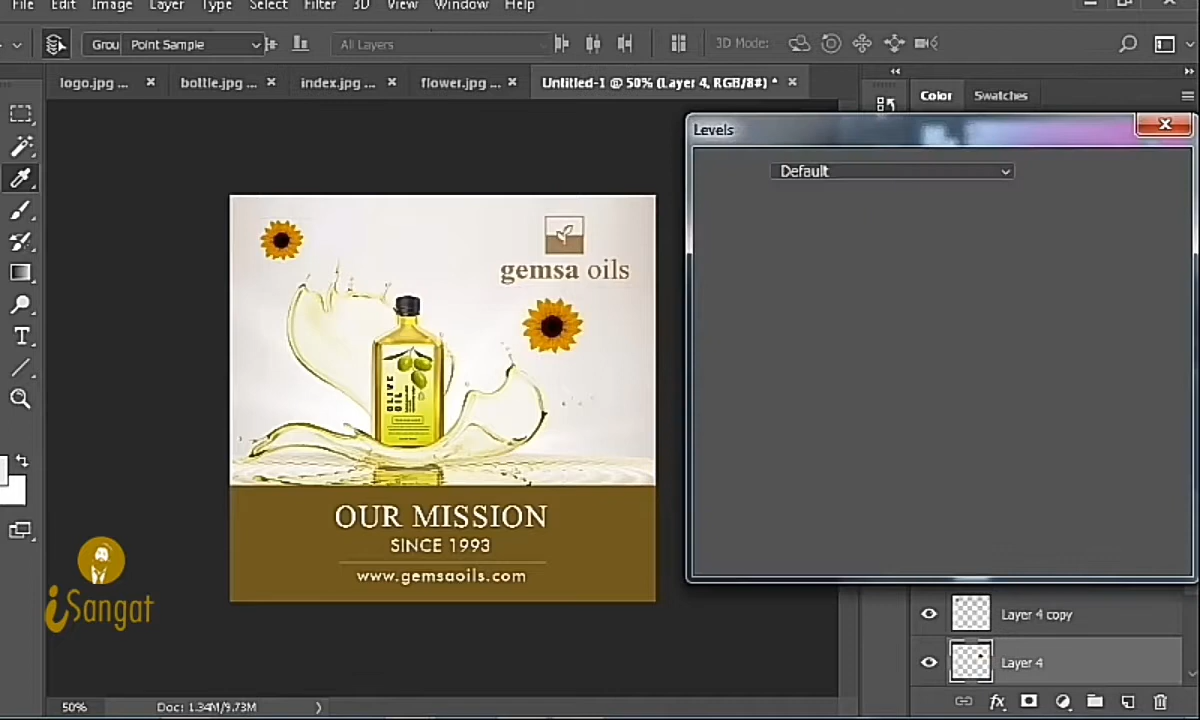 File Edit Image Layer Type Select Filter 3D View Window Help
Grou Point Sample All Layers 3D Mode:
logo.jpg ... bottle.jpg ... index.jpg ... flower.jpg ... Untitled-1 @ 50% (Layer 4, RGB/8#) *
Color Swatches
Levels
Default
gemsa oils
OLIVE
OIL
OUR MISSION
SINCE 1993
www.gemsaoils.com
iSangat
Layer 4 copy
Layer 4
50% Doc: 1.34M/9.73M